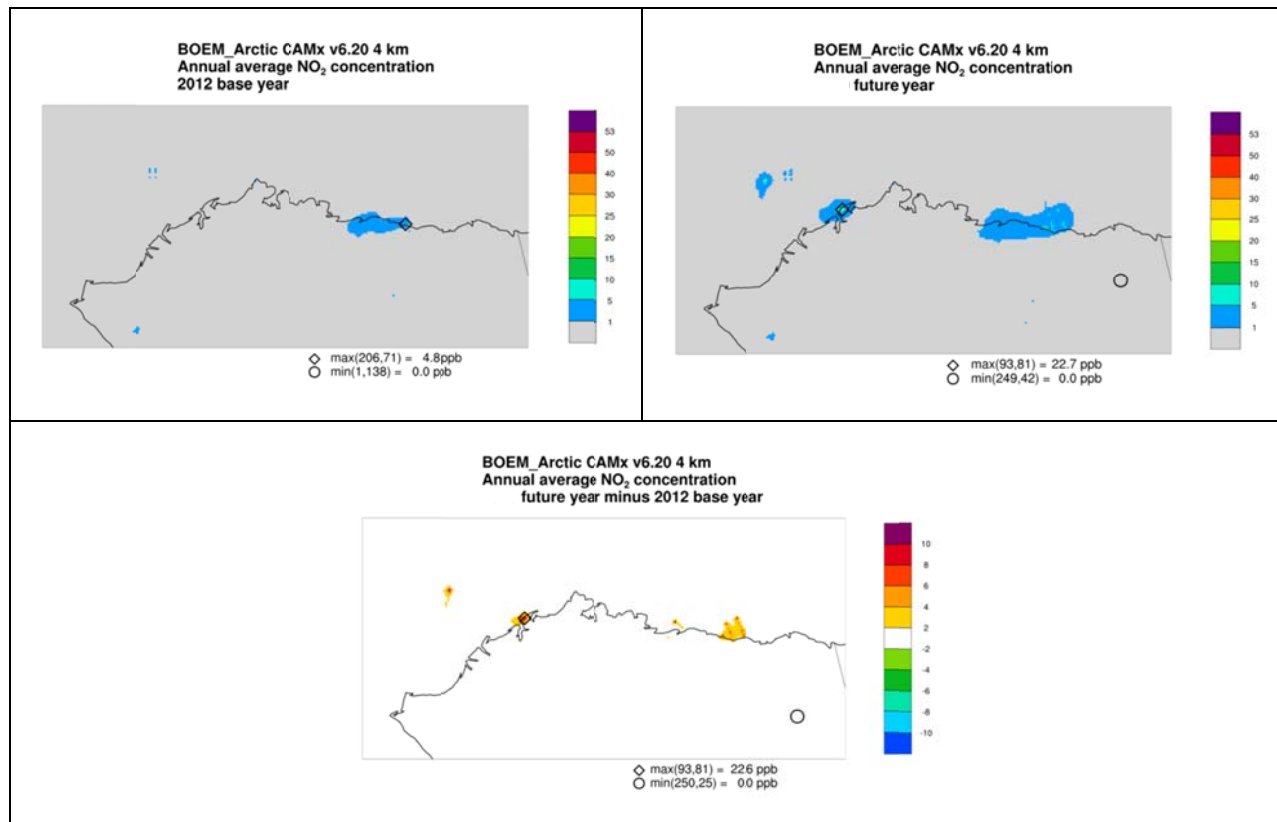 BOEM_Arctic CAMx v6.20 4 km
Annual average NO₂ concentration
2012 base year
53
50
40
30
25
20
15
10
5
1
max(206,71) = 4.8ppb
min(1,138) = 0.0 ppb
BOEM_Arctic CAMx v6.20 4 km
Annual average NO₂ concentration
future year
53
50
40
30
25
20
15
10
5
1
max(93,81) = 22.7 ppb
min(249,42) = 0.0 ppb
BOEM_Arctic CAMx v6.20 4 km
Annual average NO₂ concentration
future year minus 2012 base year
10
8
6
4
2
-2
-4
-6
-8
-10
max(93,81) = 22.6 ppb
min(250,25) = 0.0 ppb